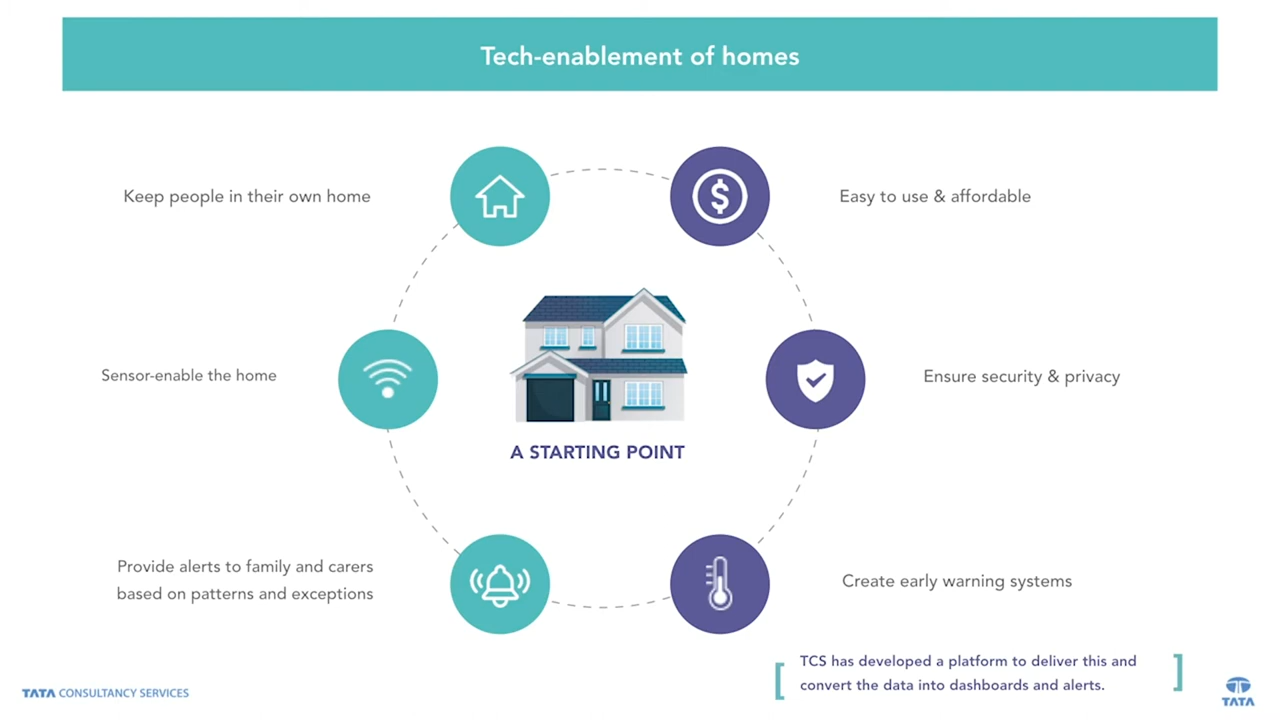 Tech-enablement of homes
Keep people in their own home
$
Easy to use & affordable
Sensor-enable the home
Ensure security & privacy
A STARTING POINT
Provide alerts to family and carers
based on patterns and exceptions
Create early warning systems
[ TCS has developed a platform to deliver this and
convert the data into dashboards and alerts. ]
TATA CONSULTANCY SERVICES
TATA